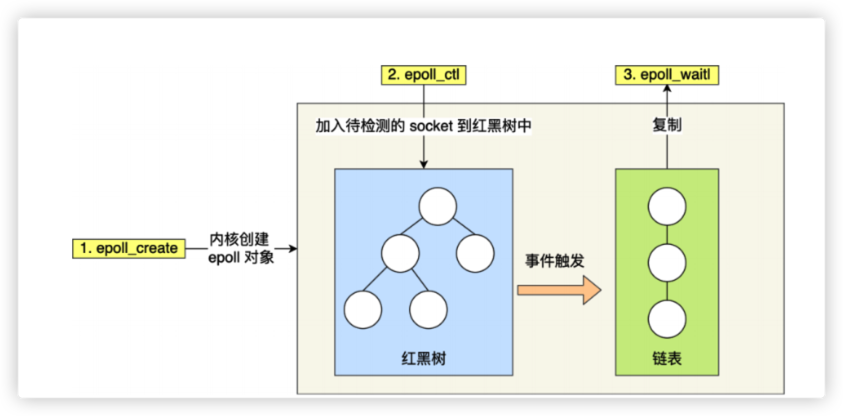 2. epoll_ctl
3. epoll_waitl
加入待检测的 socket 到红黑树中
复制
1. epoll_create
内核创建
epoll 对象
事件触发
红黑树
链表